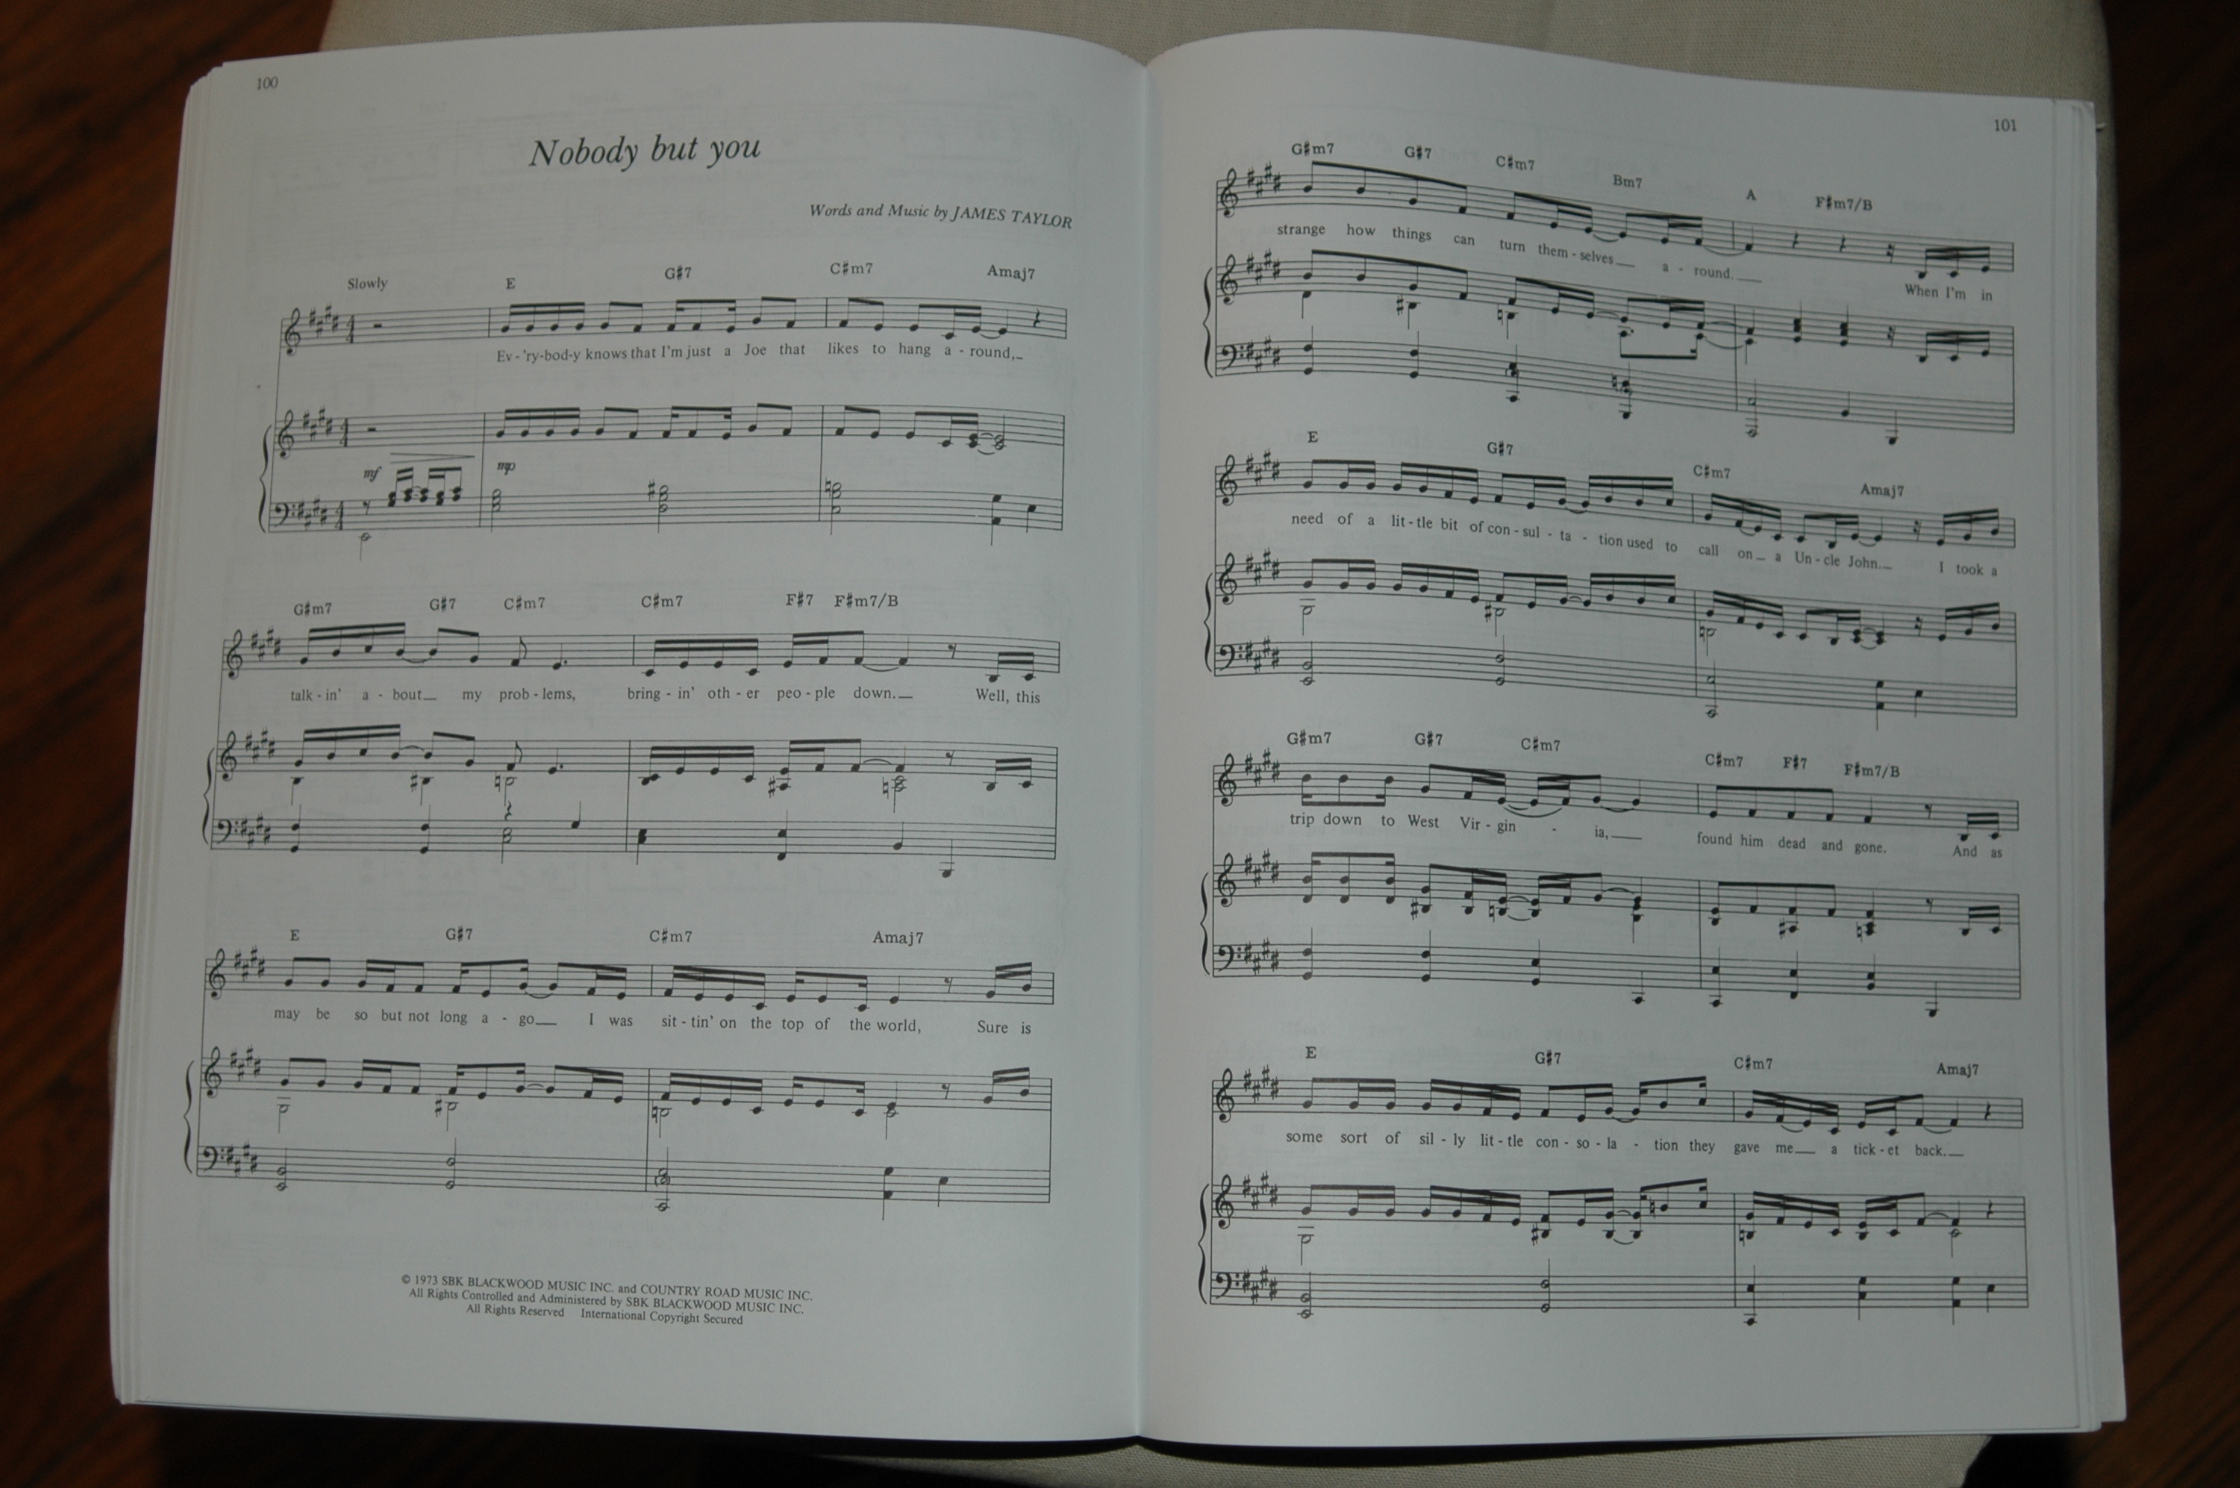 100
Nobody but you
Words and Music by JAMES TAYLOR
Slowly E G♯7 C♯m7 Amaj7
Ev-'ry-bod-y knows that I'm just a Joe that likes to hang a-round,
mf mp
G♯m7 G♯7 C♯m7 C♯m7 F♯7 F♯m7/B
talk-in' a-bout my prob-lems, bring-in' oth-er peo-ple down. Well, this
E G♯7 C♯m7 Amaj7
may be so but not long a-go I was sit-tin' on the top of the world, Sure is
© 1973 SBK BLACKWOOD MUSIC INC. and COUNTRY ROAD MUSIC INC.
All Rights Controlled and Administered by SBK BLACKWOOD MUSIC INC.
All Rights Reserved International Copyright Secured
101
G♯m7 G♯7 C♯m7 Bm7 A F♯m7/B
strange how things can turn them-selves a-round. When I'm in
E G♯7 C♯m7 Amaj7
need of a lit-tle bit of con-sul-ta-tion used to call on a Un-cle John. I took a
G♯m7 G♯7 C♯m7 C♯m7 F♯7 F♯m7/B
trip down to West Vir-gin-ia, found him dead and gone. And as
E G♯7 C♯m7 Amaj7
some sort of sil-ly lit-tle con-so-la-tion they gave me a tick-et back.